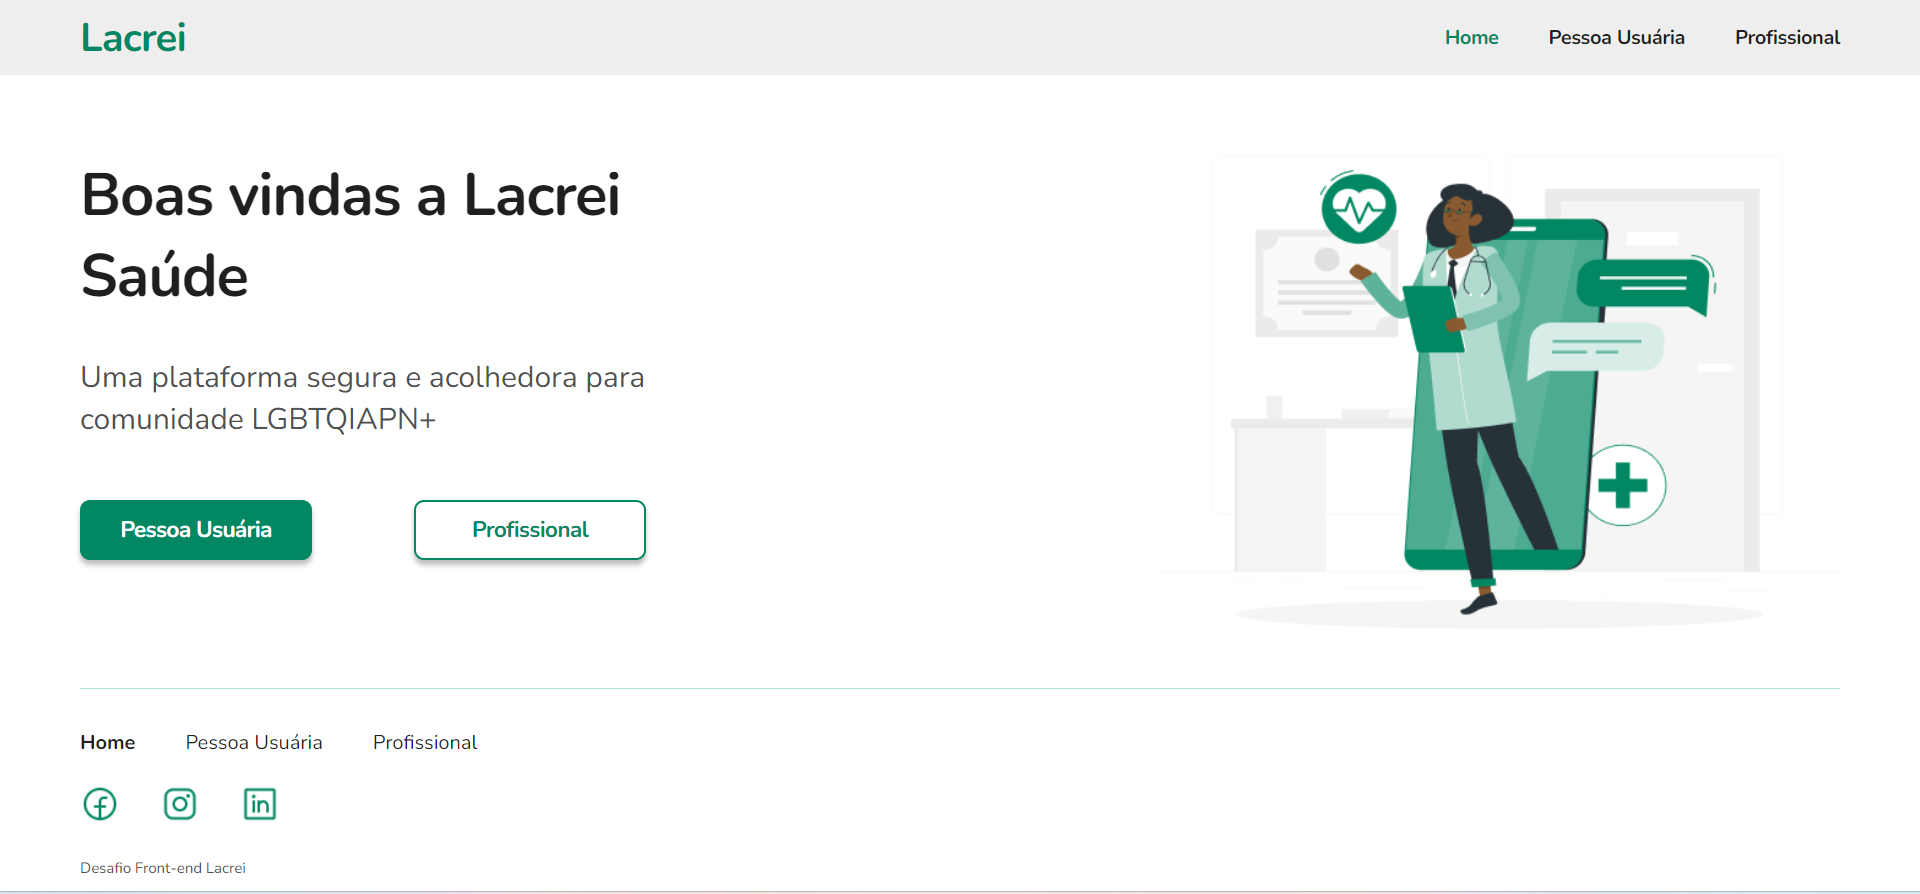 Lacrei
Home
Pessoa Usuária
Profissional
Boas vindas a Lacrei
Saúde
Uma plataforma segura e acolhedora para
comunidade LGBTQIAPN+
Pessoa Usuária
Profissional
Home
Pessoa Usuária
Profissional
in
Desafio Front-end Lacrei